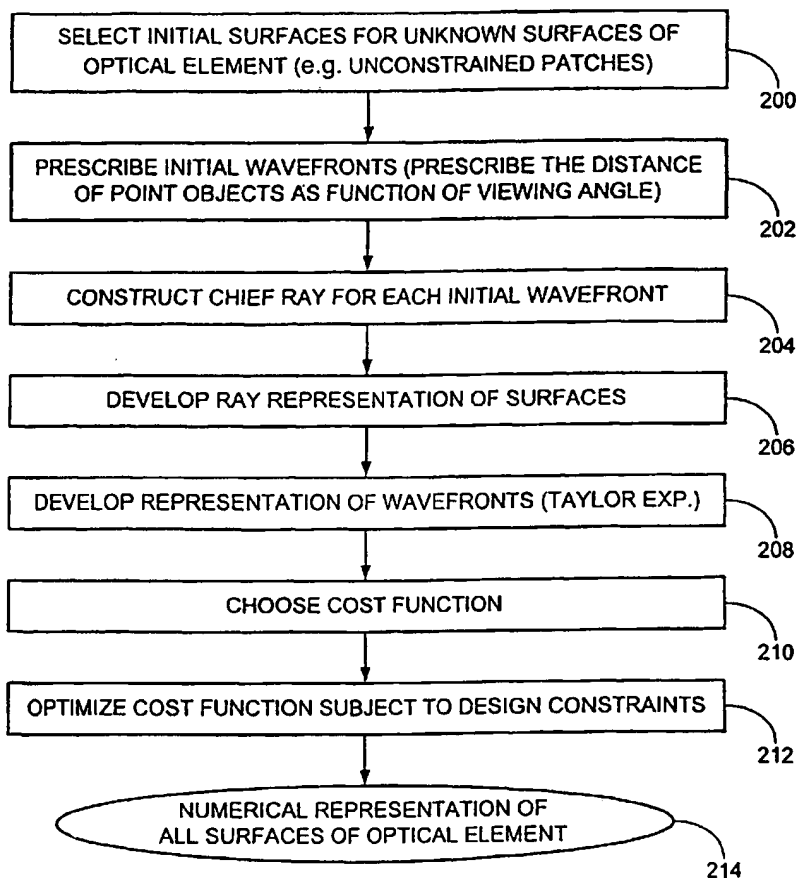 SELECT INITIAL SURFACES FOR UNKNOWN SURFACES OF
OPTICAL ELEMENT (e.g. UNCONSTRAINED PATCHES)
200
PRESCRIBE INITIAL WAVEFRONTS (PRESCRIBE THE DISTANCE
OF POINT OBJECTS AS FUNCTION OF VIEWING ANGLE)
202
CONSTRUCT CHIEF RAY FOR EACH INITIAL WAVEFRONT
204
DEVELOP RAY REPRESENTATION OF SURFACES
206
DEVELOP REPRESENTATION OF WAVEFRONTS (TAYLOR EXP.)
208
CHOOSE COST FUNCTION
210
OPTIMIZE COST FUNCTION SUBJECT TO DESIGN CONSTRAINTS
212
NUMERICAL REPRESENTATION OF
ALL SURFACES OF OPTICAL ELEMENT
214